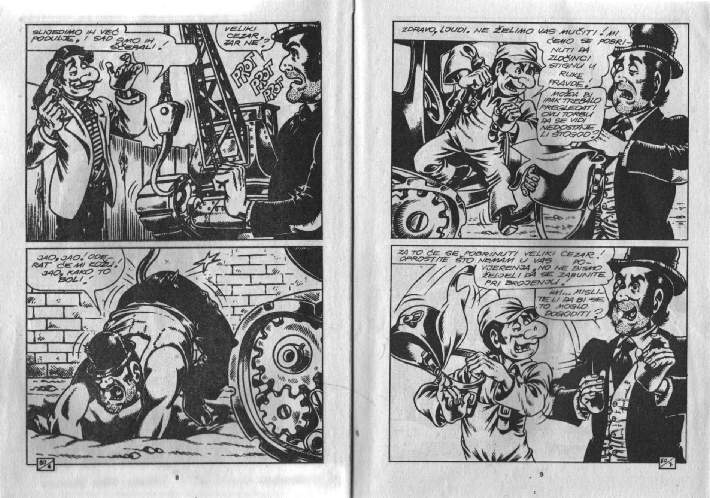 SLIJEDIMO IH VEĆ
PODULJE, I SAD
SMO IH
ŠČEPALI!
VELIKI
CEZAR,
ZAR NE?
PROT
PROT
PROT
JAO, JAO! ODE-
RAT ĆE MI KOŽU!
JAO, KAKO TO
BOLI!
8
ZDRAVO, LJUDI. NE ŽELIMO VAS MUČITI! MI
ĆEMO SE POBRI-
NUTI DA
ZLOČINCI
STIGNU U
RUKE
PRAVDE!
MOŽDA BI
IPAK TREBALO
PREGLEDATI
OVU TORBU
DA SE VIDI
NEDOSTAJE
LI ŠTOGOD?
ZA TO ĆE SE POBRINUTI VELIKI CEZAR!
OPROSTITE ŠTO NEMAM U VAS PO-
VJERENJA, NO NE BISMO
ŽELJELI DA SE ZABUNITE
PRI BROJENJU!
MISLI-
TE LI DA BI SE
TO MOGLO
DOGODITI?
9